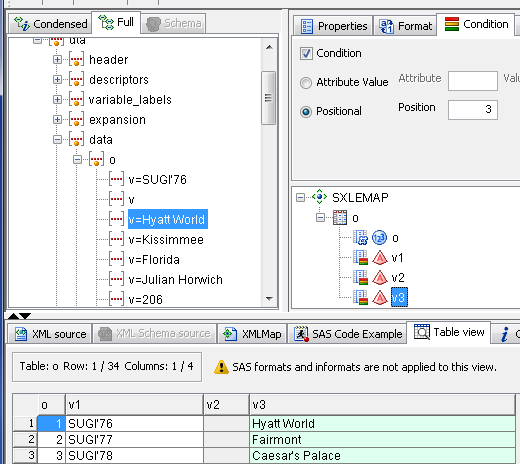 Condensed Full Schema
dta
header
descriptors
variable_labels
expansion
data
o
v=SUGI'76
v
v=Hyatt World
v=Kissimmee
v=Florida
v=Julian Horwich
v=206
Properties Format Condition
Condition
Attribute Value Attribute Valu
Positional Position 3
SXLEMAP
o
123 o
A v1
A v2
A v3
XML source XML Schema source XMLMap SAS Code Example Table view
Table: o Row: 1 / 34 Columns: 1 / 4 SAS formats and informats are not applied to this view.
o v1 v2 v3
1 1 SUGI'76 Hyatt World
2 2 SUGI'77 Fairmont
3 3 SUGI'78 Caesar's Palace